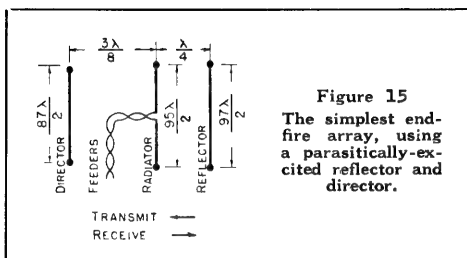 3λ
8
λ
4
.87λ
2
DIRECTOR
FEEDERS
.95λ
2
RADIATOR
.97λ
2
REFLECTOR
TRANSMIT ←
RECEIVE →
Figure 15
The simplest end-
fire array, using
a parasitically-ex-
cited reflector and
director.